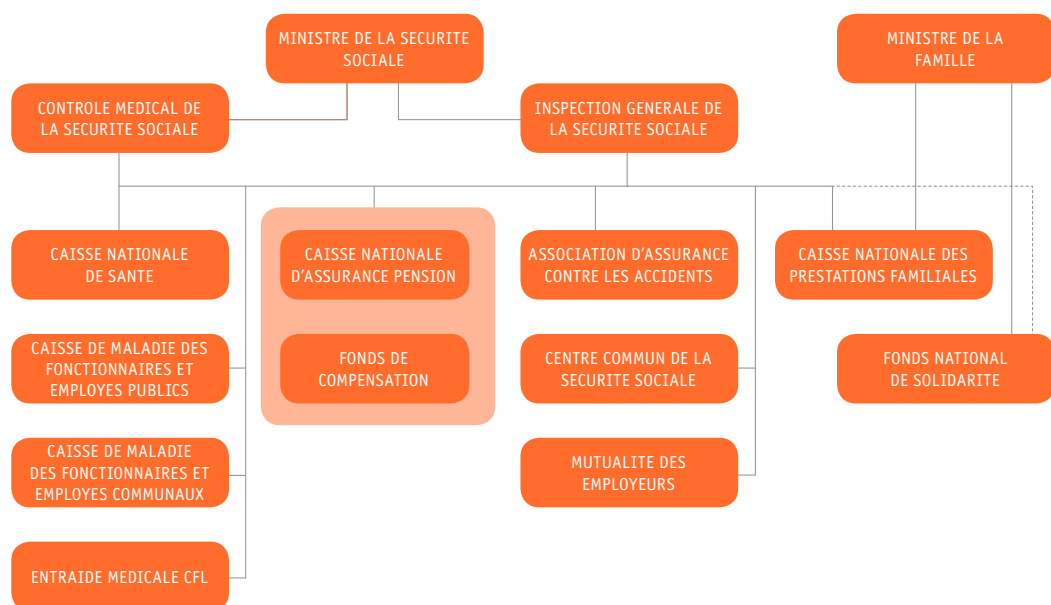 MINISTRE DE LA SECURITE
SOCIALE
MINISTRE DE LA
FAMILLE
CONTROLE MEDICAL DE
LA SECURITE SOCIALE
INSPECTION GENERALE DE
LA SECURITE SOCIALE
CAISSE NATIONALE
DE SANTE
CAISSE NATIONALE
D’ASSURANCE PENSION
ASSOCIATION D’ASSURANCE
CONTRE LES ACCIDENTS
CAISSE NATIONALE DES
PRESTATIONS FAMILIALES
CAISSE DE MALADIE DES
FONCTIONNAIRES ET
EMPLOYES PUBLICS
FONDS DE
COMPENSATION
CENTRE COMMUN DE LA
SECURITE SOCIALE
FONDS NATIONAL
DE SOLIDARITE
CAISSE DE MALADIE
DES FONCTIONNAIRES ET
EMPLOYES COMMUNAUX
MUTUALITE DES
EMPLOYEURS
ENTRAIDE MEDICALE CFL